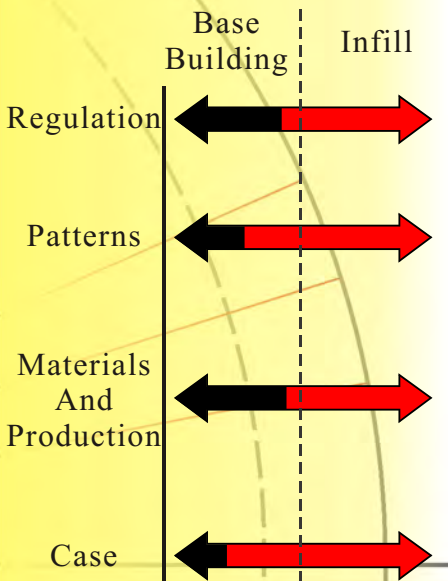 Base
Building
Infill
Regulation
Patterns
Materials
And
Production
Case